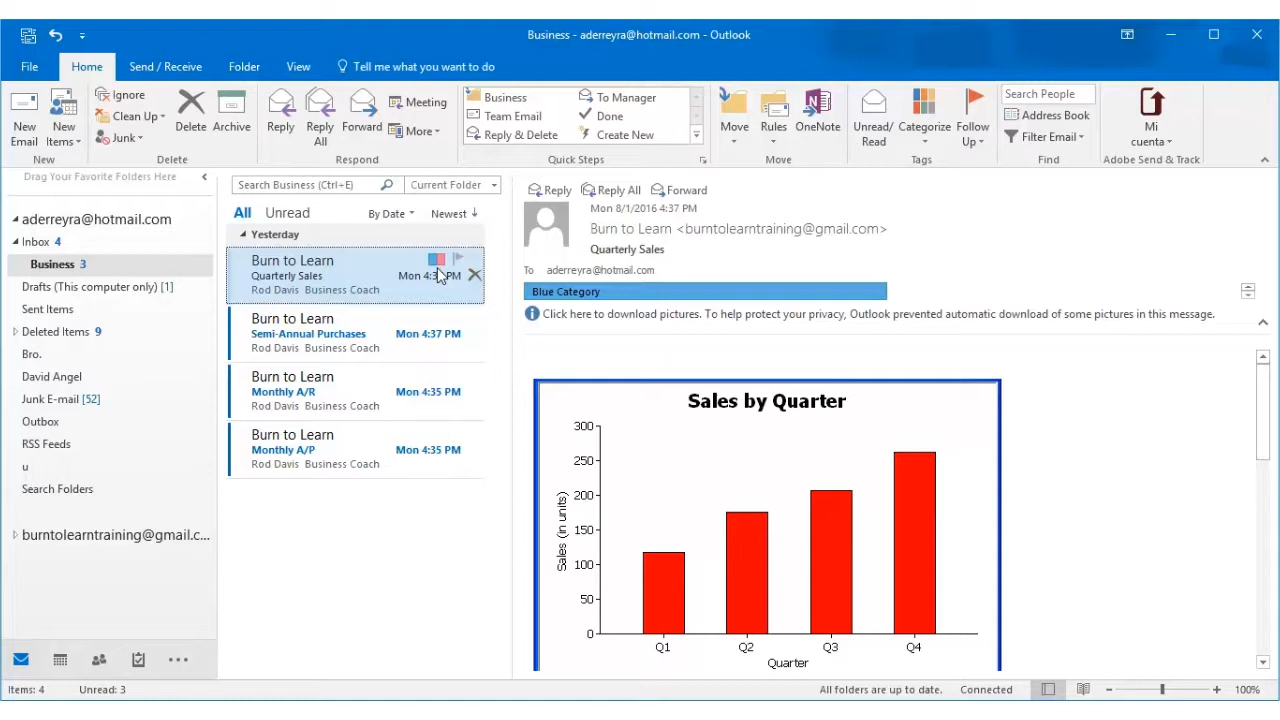 Business - aderreyra@hotmail.com - Outlook
File Home Send / Receive Folder View Tell me what you want to do
New Email
New Items
Ignore
Clean Up
Junk
Delete
Archive
Reply
Reply All
Forward
Meeting
More
Business
Team Email
Reply & Delete
To Manager
Done
Create New
Move
Rules
OneNote
Unread/ Read
Categorize
Follow Up
Search People
Address Book
Filter Email
Mi cuenta
New Delete Respond Quick Steps Move Tags Find Adobe Send & Track
Drag Your Favorite Folders Here
aderreyra@hotmail.com
Inbox 4
Business 3
Drafts (This computer only) [1]
Sent Items
Deleted Items 9
Bro.
David Angel
Junk E-mail [52]
Outbox
RSS Feeds
u
Search Folders
burntolearntraining@gmail.c...
Search Business (Ctrl+E) Current Folder
All Unread By Date Newest
Yesterday
Burn to Learn
Quarterly Sales Mon 4:3 PM
Rod Davis Business Coach
Burn to Learn
Semi-Annual Purchases Mon 4:37 PM
Rod Davis Business Coach
Burn to Learn
Monthly A/R Mon 4:35 PM
Rod Davis Business Coach
Burn to Learn
Monthly A/P Mon 4:35 PM
Rod Davis Business Coach
Reply Reply All Forward
Mon 8/1/2016 4:37 PM
Burn to Learn <burntolearntraining@gmail.com>
Quarterly Sales
To aderreyra@hotmail.com
Blue Category
Click here to download pictures. To help protect your privacy, Outlook prevented automatic download of some pictures in this message.
Sales by Quarter
Sales (in units)
300
250
200
150
100
50
0
Q1 Q2 Q3 Q4
Quarter
Items: 4 Unread: 3 All folders are up to date. Connected 100%